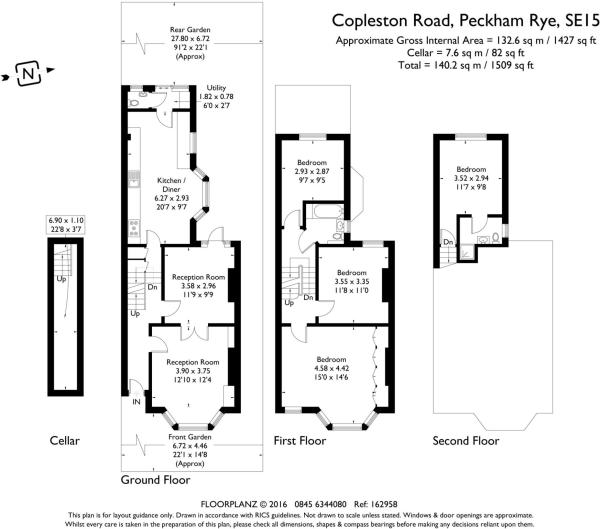 Copleston Road, Peckham Rye, SE15
Approximate Gross Internal Area = 132.6 sq m / 1427 sq ft
Cellar = 7.6 sq m / 82 sq ft
Total = 140.2 sq m / 1509 sq ft
N
Rear Garden
27.80 x 6.72
91'2 x 22'1
(Approx)
Utility
1.82 x 0.78
6'0 x 2'7
Kitchen /
Diner
6.27 x 2.93
20'7 x 9'7
6.90 x 1.10
22'8 x 3'7
Up
Cellar
Reception Room
3.58 x 2.96
11'9 x 9'9
Dn
Up
Reception Room
3.90 x 3.75
12'10 x 12'4
IN
Front Garden
6.72 x 4.46
22'1 x 14'8
(Approx)
Ground Floor
Bedroom
2.93 x 2.87
9'7 x 9'5
Bedroom
3.55 x 3.35
11'8 x 11'0
Up
Dn
Bedroom
4.58 x 4.42
15'0 x 14'6
First Floor
Bedroom
3.52 x 2.94
11'7 x 9'8
Dn
Second Floor
FLOORPLANZ © 2016 0845 6344080 Ref: 162958
This plan is for layout guidance only. Drawn in accordance with RICS guidelines. Not drawn to scale unless stated. Windows & door openings are approximate.
Whilst every care is taken in the preparation of this plan, please check all dimensions, shapes & compass bearings before making any decisions reliant upon them.